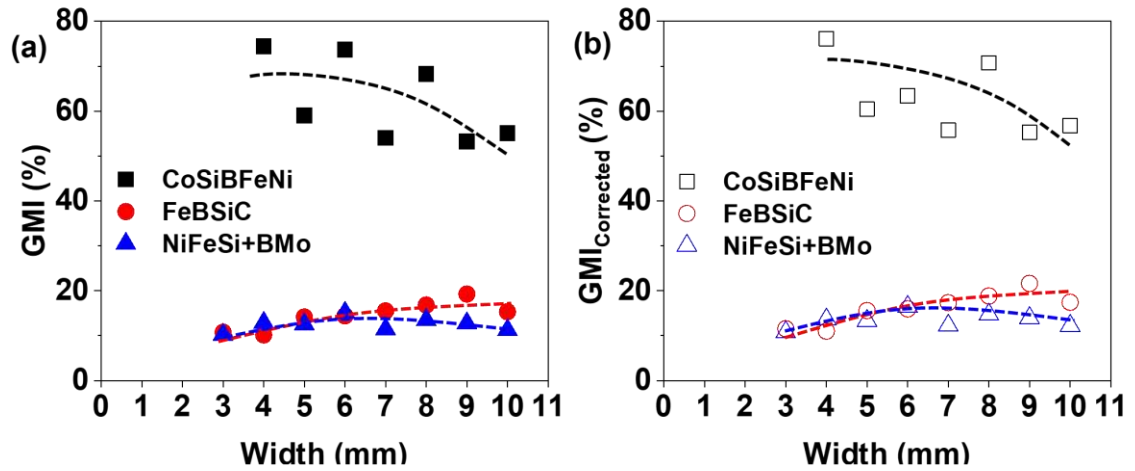 (a)
GMI (%)
80
60
40
20
0
CoSiBFeNi
FeBSiC
NiFeSi+BMo
0 1 2 3 4 5 6 7 8 9 10 11
Width (mm)
(b)
GMI_Corrected (%)
80
60
40
20
0
CoSiBFeNi
FeBSiC
NiFeSi+BMo
0 1 2 3 4 5 6 7 8 9 10 11
Width (mm)